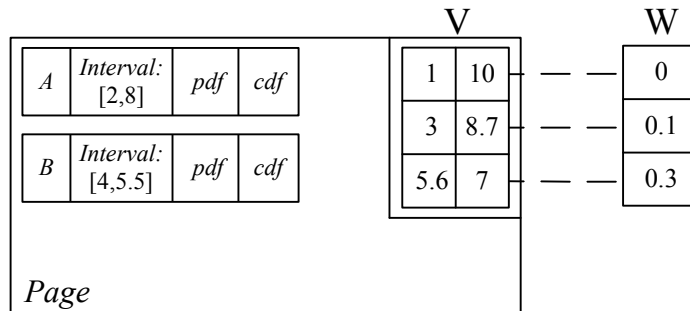 V W
A Interval: [2,8] pdf cdf 1 10 0
3 8.7 0.1
B Interval: [4,5.5] pdf cdf 5.6 7 0.3
Page